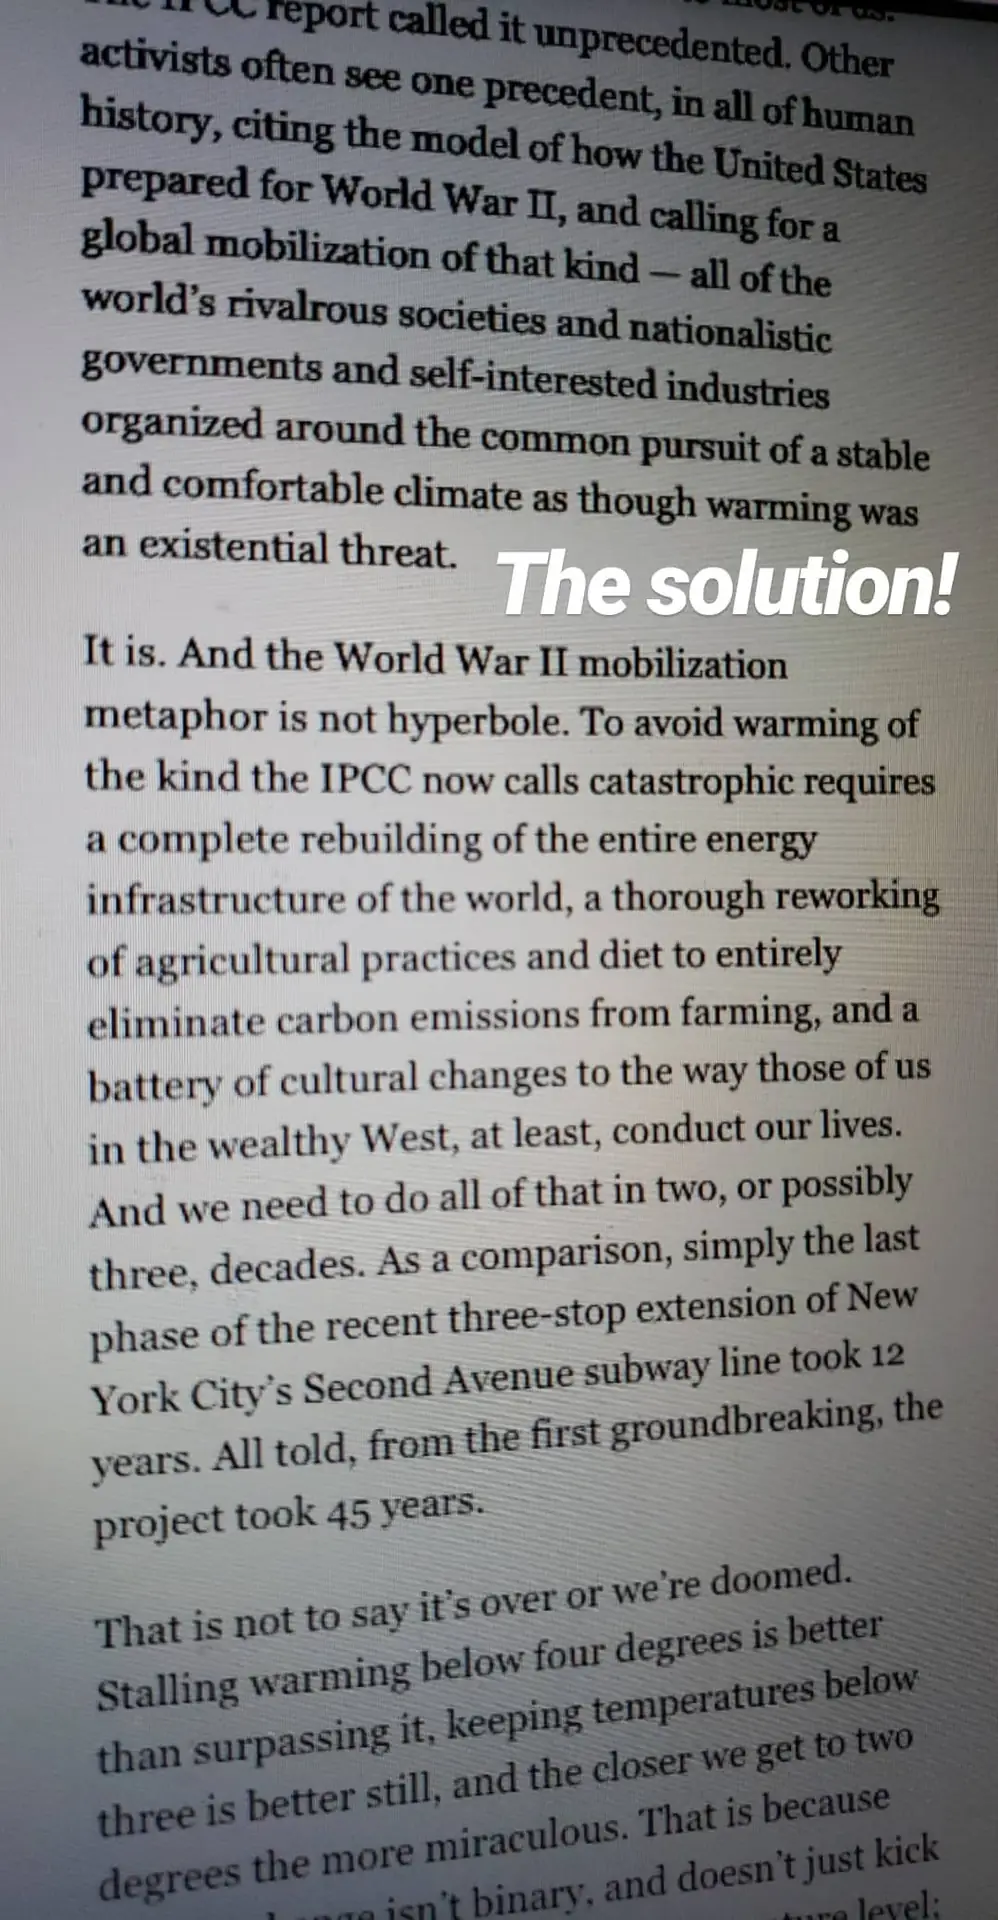 IPCC report called it unprecedented. Other
activists often see one precedent, in all of human
history, citing the model of how the United States
prepared for World War II, and calling for a
global mobilization of that kind — all of the
world's rivalrous societies and nationalistic
governments and self-interested industries
organized around the common pursuit of a stable
and comfortable climate as though warming was
an existential threat.
The solution!
It is. And the World War II mobilization
metaphor is not hyperbole. To avoid warming of
the kind the IPCC now calls catastrophic requires
a complete rebuilding of the entire energy
infrastructure of the world, a thorough reworking
of agricultural practices and diet to entirely
eliminate carbon emissions from farming, and a
battery of cultural changes to the way those of us
in the wealthy West, at least, conduct our lives.
And we need to do all of that in two, or possibly
three, decades. As a comparison, simply the last
phase of the recent three-stop extension of New
York City's Second Avenue subway line took 12
years. All told, from the first groundbreaking, the
project took 45 years.
That is not to say it's over or we're doomed.
Stalling warming below four degrees is better
than surpassing it, keeping temperatures below
three is better still, and the closer we get to two
degrees the more miraculous. That is because
isn't binary, and doesn't just kick
level: